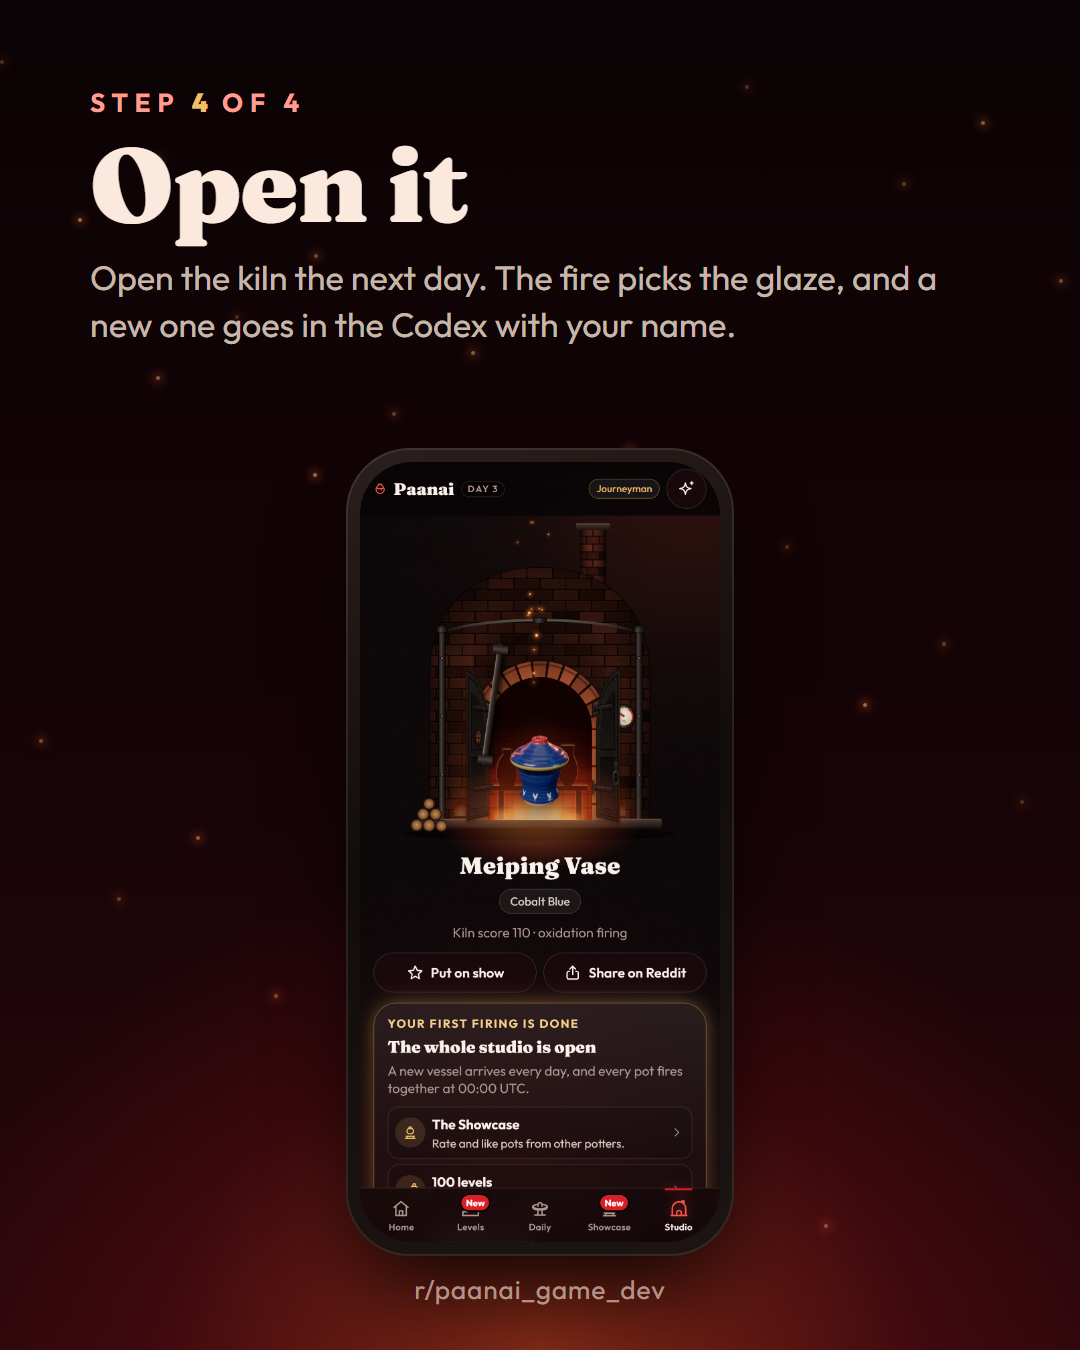 STEP 4 OF 4
Open it
Open the kiln the next day. The fire picks the glaze, and a
new one goes in the Codex with your name.
Paanai DAY 3 Journeyman
Meiping Vase
Cobalt Blue
Kiln score 110 · oxidation firing
Put on show Share on Reddit
YOUR FIRST FIRING IS DONE
The whole studio is open
A new vessel arrives every day, and every pot fires
together at 00:00 UTC.
The Showcase
Rate and like pots from other potters.
100 levels
New New
Home Levels Daily Showcase Studio
r/paanai_game_dev